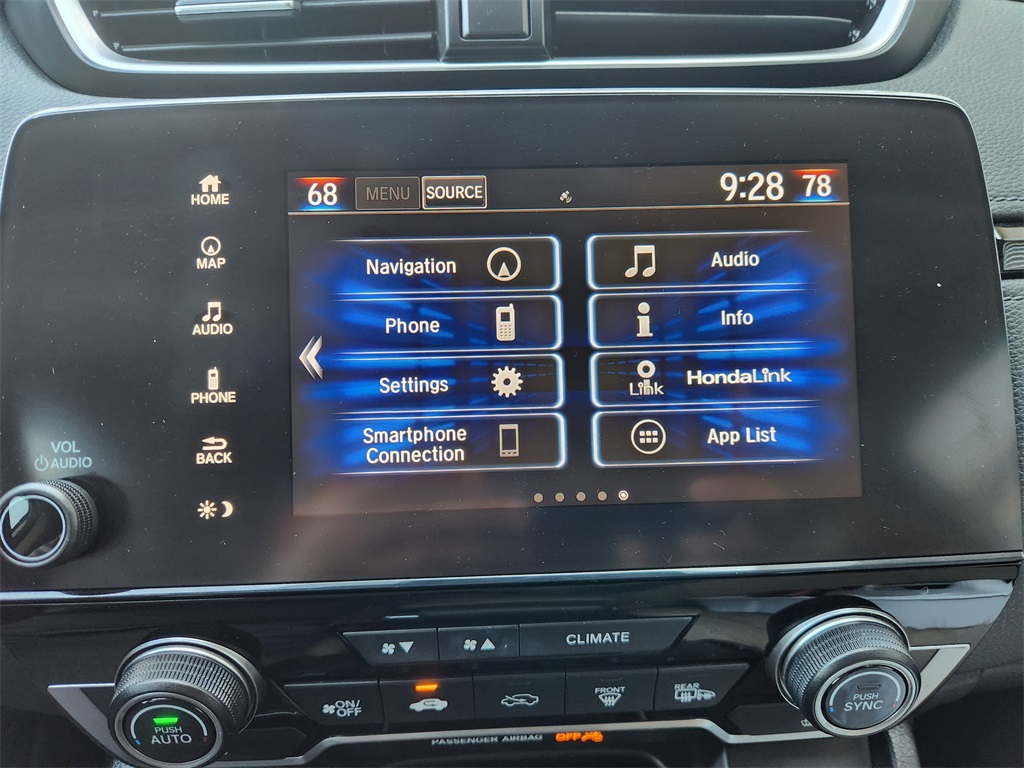 68 MENU SOURCE 9:28 78
HOME
MAP
AUDIO
PHONE
BACK
VOL
AUDIO
Navigation
Audio
Phone
Info
Settings
Link HondaLink
Smartphone
Connection
App List
CLIMATE
ON/
OFF
FRONT
REAR
PUSH
AUTO
PUSH
SYNC
PASSENGER AIRBAG OFF